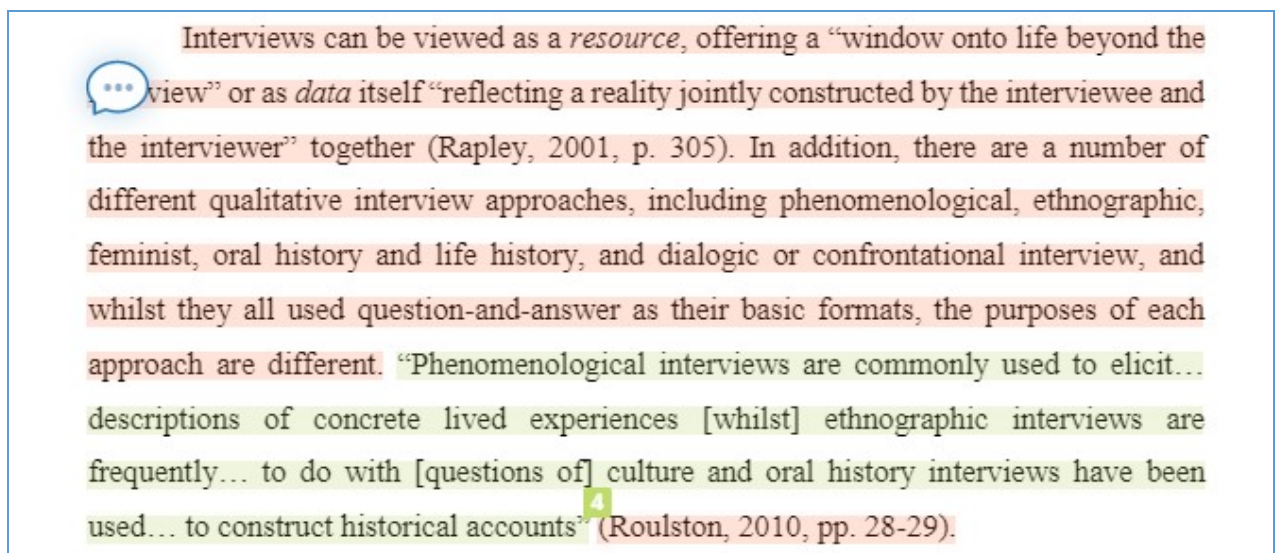 Interviews can be viewed as a resource, offering a “window onto life beyond the
view” or as data itself “reflecting a reality jointly constructed by the interviewee and
the interviewer” together (Rapley, 2001, p. 305). In addition, there are a number of
different qualitative interview approaches, including phenomenological, ethnographic,
feminist, oral history and life history, and dialogic or confrontational interview, and
whilst they all used question-and-answer as their basic formats, the purposes of each
approach are different. “Phenomenological interviews are commonly used to elicit…
descriptions of concrete lived experiences [whilst] ethnographic interviews are
frequently… to do with [questions of] culture and oral history interviews have been
4
used… to construct historical accounts” (Roulston, 2010, pp. 28-29).